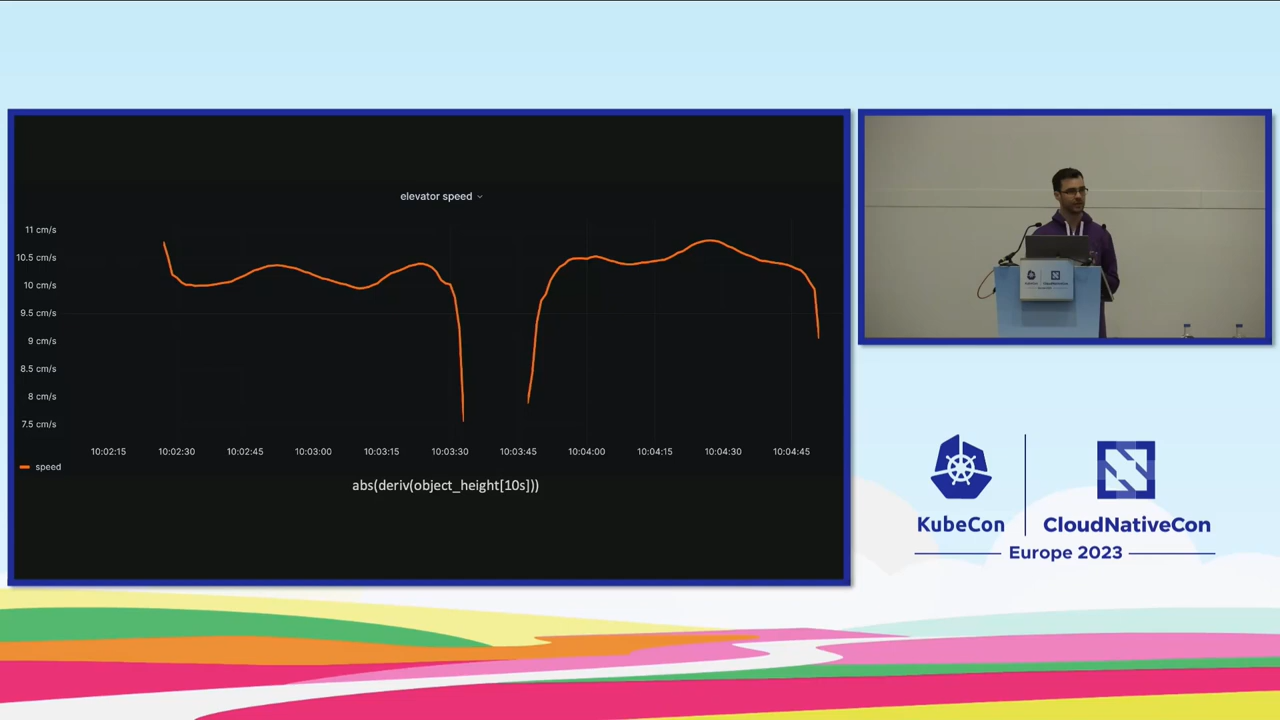 elevator speed
11 cm/s
10.5 cm/s
10 cm/s
9.5 cm/s
9 cm/s
8.5 cm/s
8 cm/s
7.5 cm/s
10:02:15 10:02:30 10:02:45 10:03:00 10:03:15 10:03:30 10:03:45 10:04:00 10:04:15 10:04:30 10:04:45
speed
abs(deriv(object_height[10s]))
KubeCon
CloudNativeCon
Europe 2023